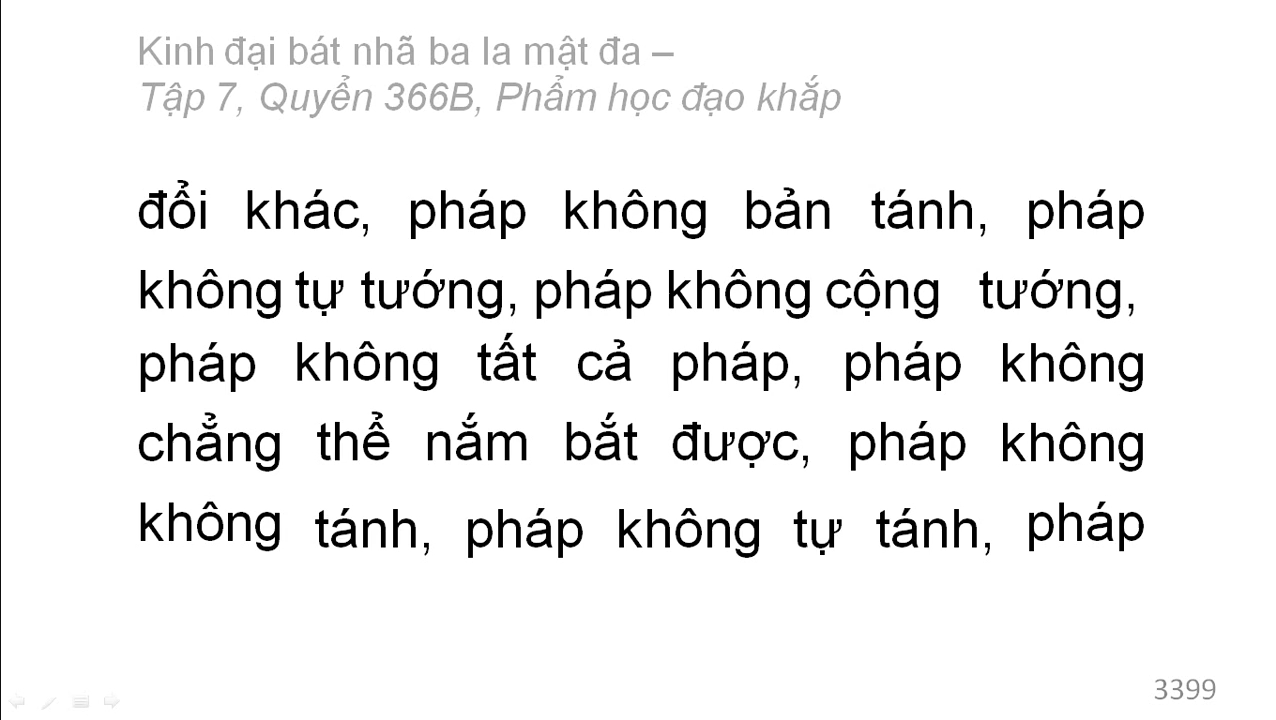 Kinh đại bát nhã ba la mật đa –
Tập 7, Quyển 366B, Phẩm học đạo khắp
đổi khác, pháp không bản tánh, pháp
không tự tướng, pháp không cộng tướng,
pháp không tất cả pháp, pháp không
chẳng thể nắm bắt được, pháp không
không tánh, pháp không tự tánh, pháp
3399